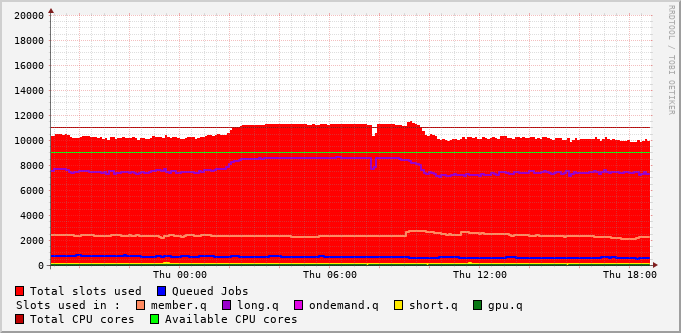 20000
18000
16000
14000
12000
10000
8000
6000
4000
2000
0
Thu 00:00 Thu 06:00 Thu 12:00 Thu 18:00
RRDTOOL / TOBI OETIKER
Total slots used Queued Jobs
Slots used in : member.q long.q ondemand.q short.q gpu.q
Total CPU cores Available CPU cores